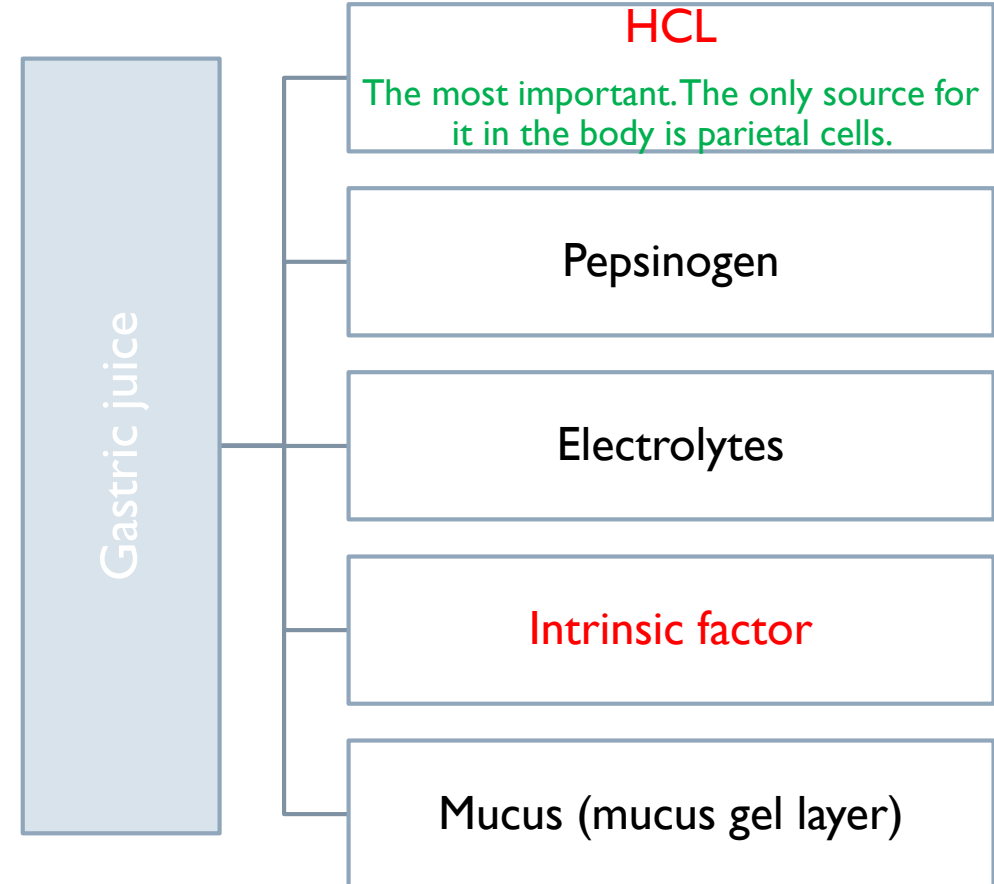 Gastric juice
HCL
The most important. The only source for
it in the body is parietal cells.
Pepsinogen
Electrolytes
Intrinsic factor
Mucus (mucus gel layer)